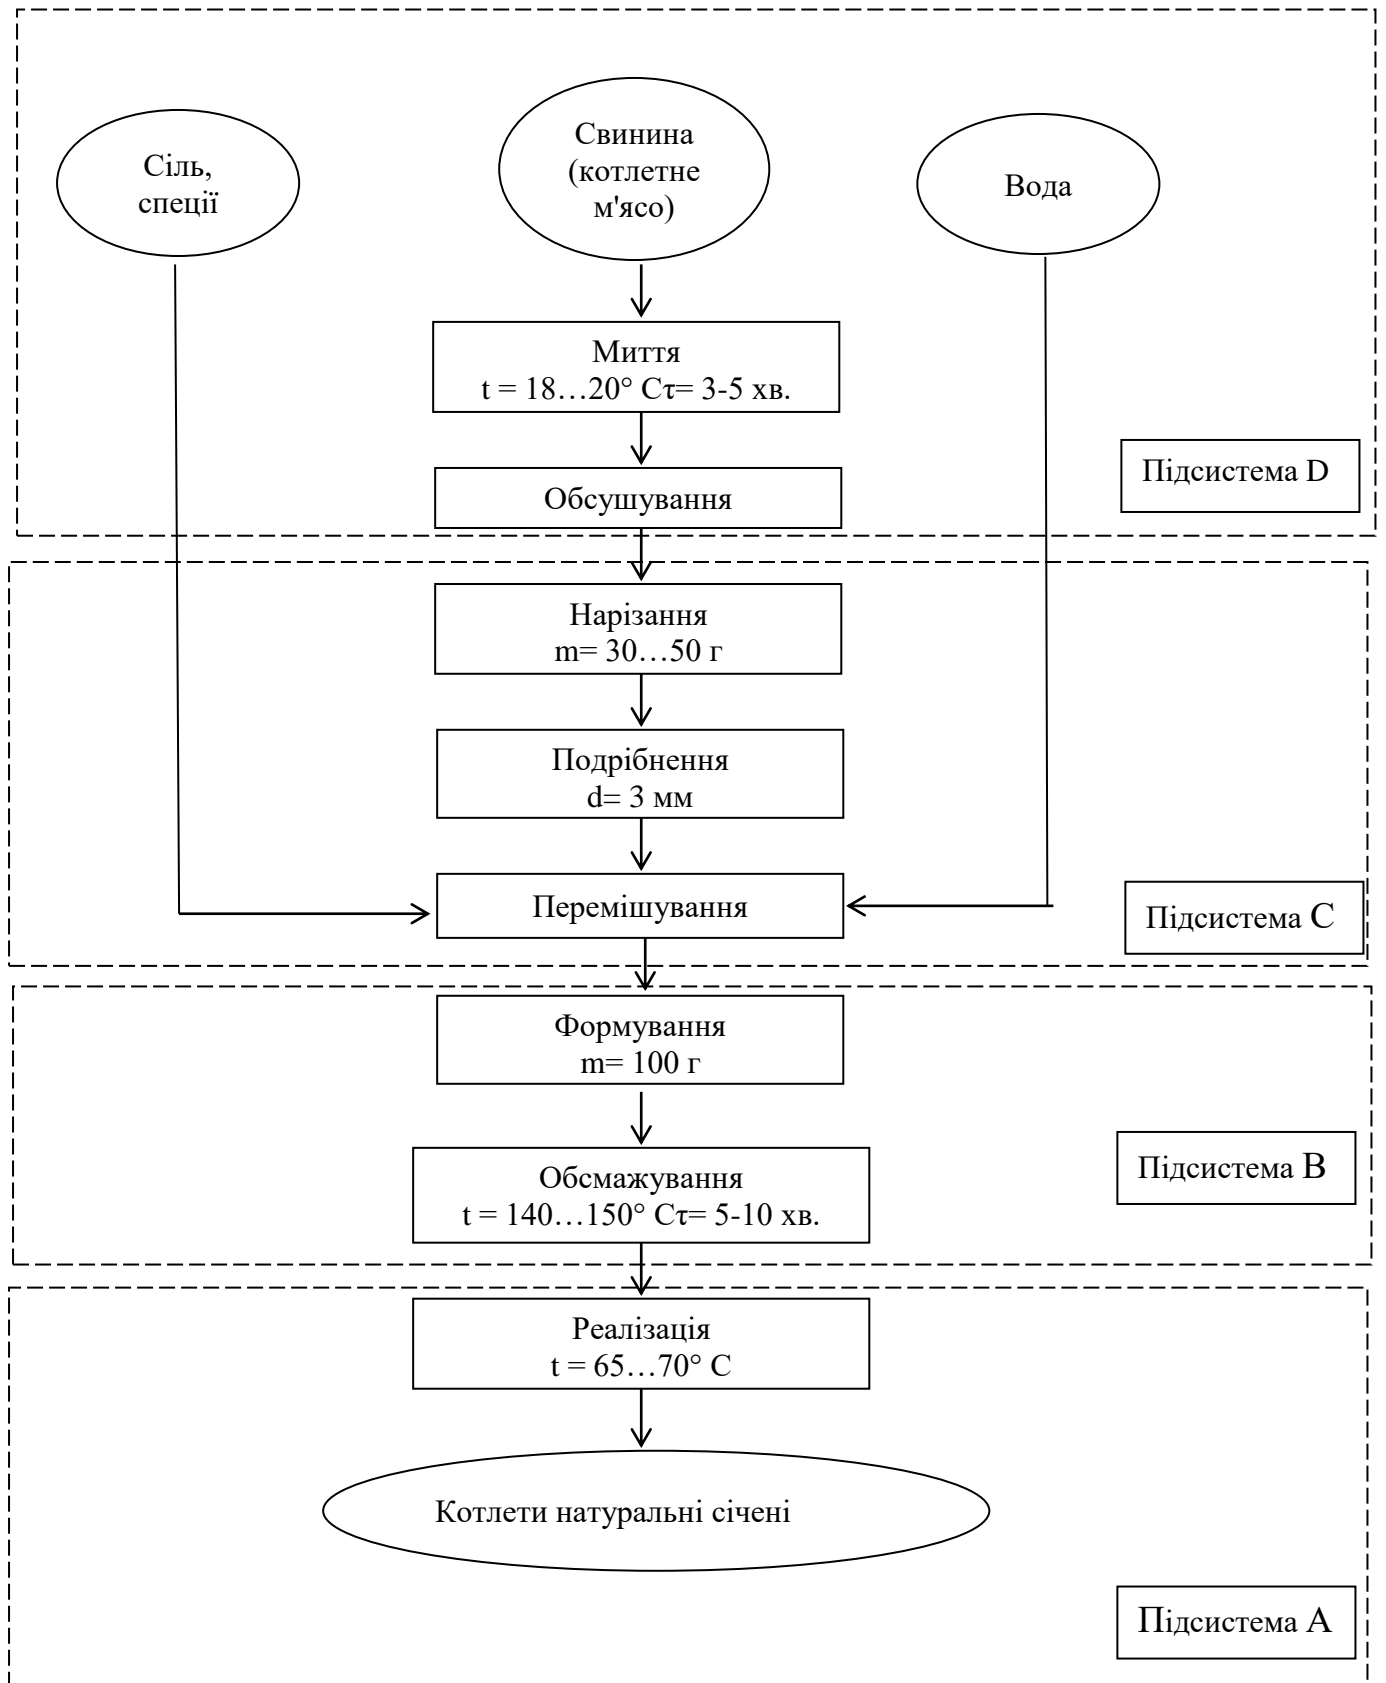 Сіль,
спеції
Свинина
(котлетне
м'ясо)
Вода
Миття
t = 18…20° Cτ= 3-5 хв.
Обсушування
Підсистема D
Нарізання
m= 30…50 г
Подрібнення
d= 3 мм
Перемішування
Підсистема C
Формування
m= 100 г
Обсмажування
t = 140…150° Cτ= 5-10 хв.
Підсистема B
Реалізація
t = 65…70° C
Котлети натуральні січені
Підсистема A